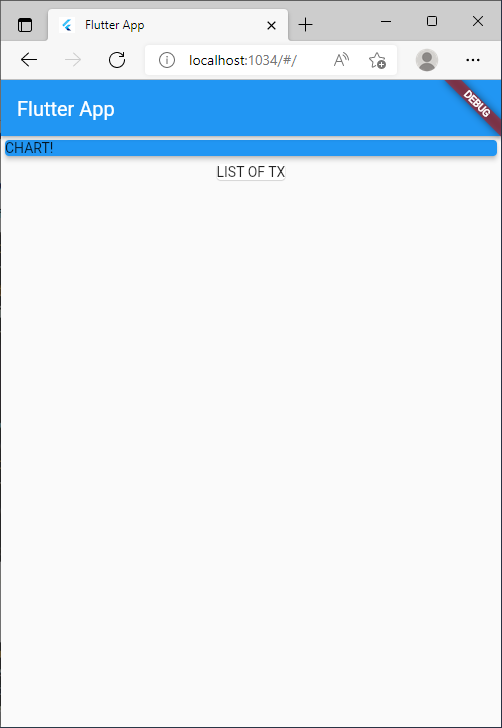 Flutter App
localhost:1034/#/
Flutter App
DEBUG
CHART!
LIST OF TX